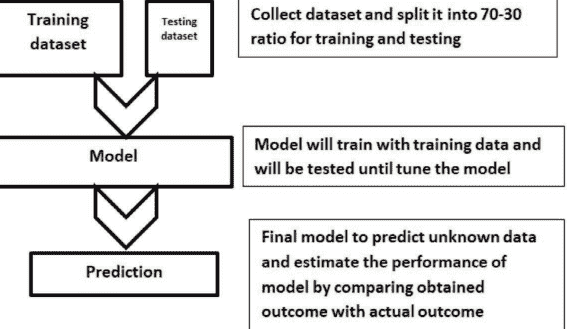 Training
dataset
Testing
dataset
Collect dataset and split it into 70-30
ratio for training and testing
Model
Model will train with training data and
will be tested until tune the model
Prediction
Final model to predict unknown data
and estimate the performance of
model by comparing obtained
outcome with actual outcome